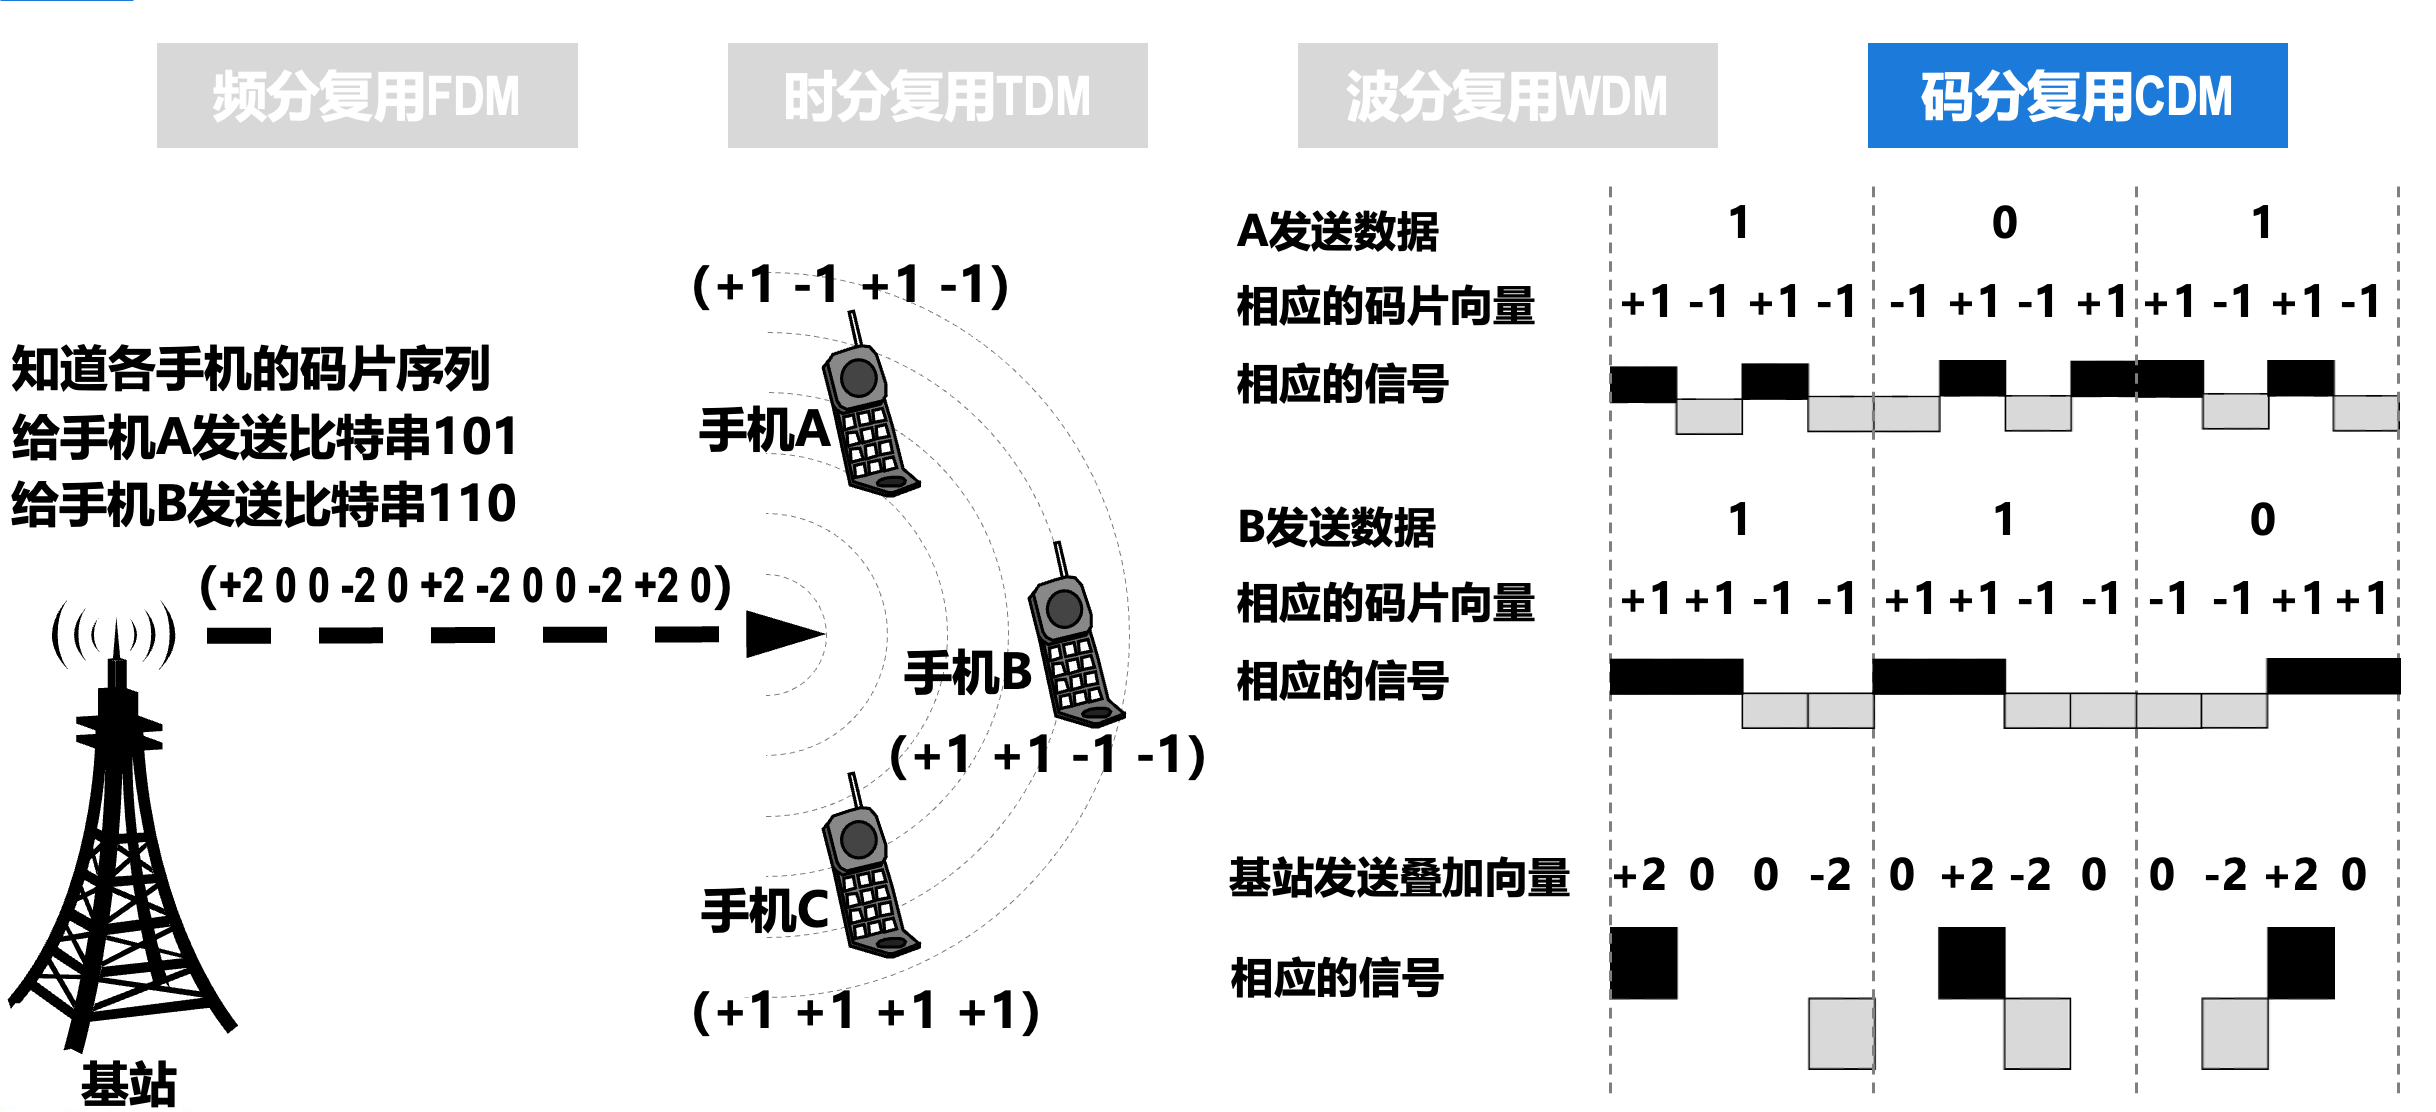 频分复用FDM
时分复用TDM
波分复用WDM
码分复用CDM
知道各手机的码片序列
给手机A发送比特串101
给手机B发送比特串110
(+2 0 0 -2 0 +2 -2 0 0 -2 +2 0)
基站
(+1 -1 +1 -1)
手机A
手机B
(+1 +1 -1 -1)
手机C
(+1 +1 +1 +1)
A发送数据 1 0 1
相应的码片向量 +1 -1 +1 -1 -1 +1 -1 +1 +1 -1 +1 -1
相应的信号
B发送数据 1 1 0
相应的码片向量 +1 +1 -1 -1 +1 +1 -1 -1 -1 -1 +1 +1
相应的信号
基站发送叠加向量 +2 0 0 -2 0 +2 -2 0 0 -2 +2 0
相应的信号